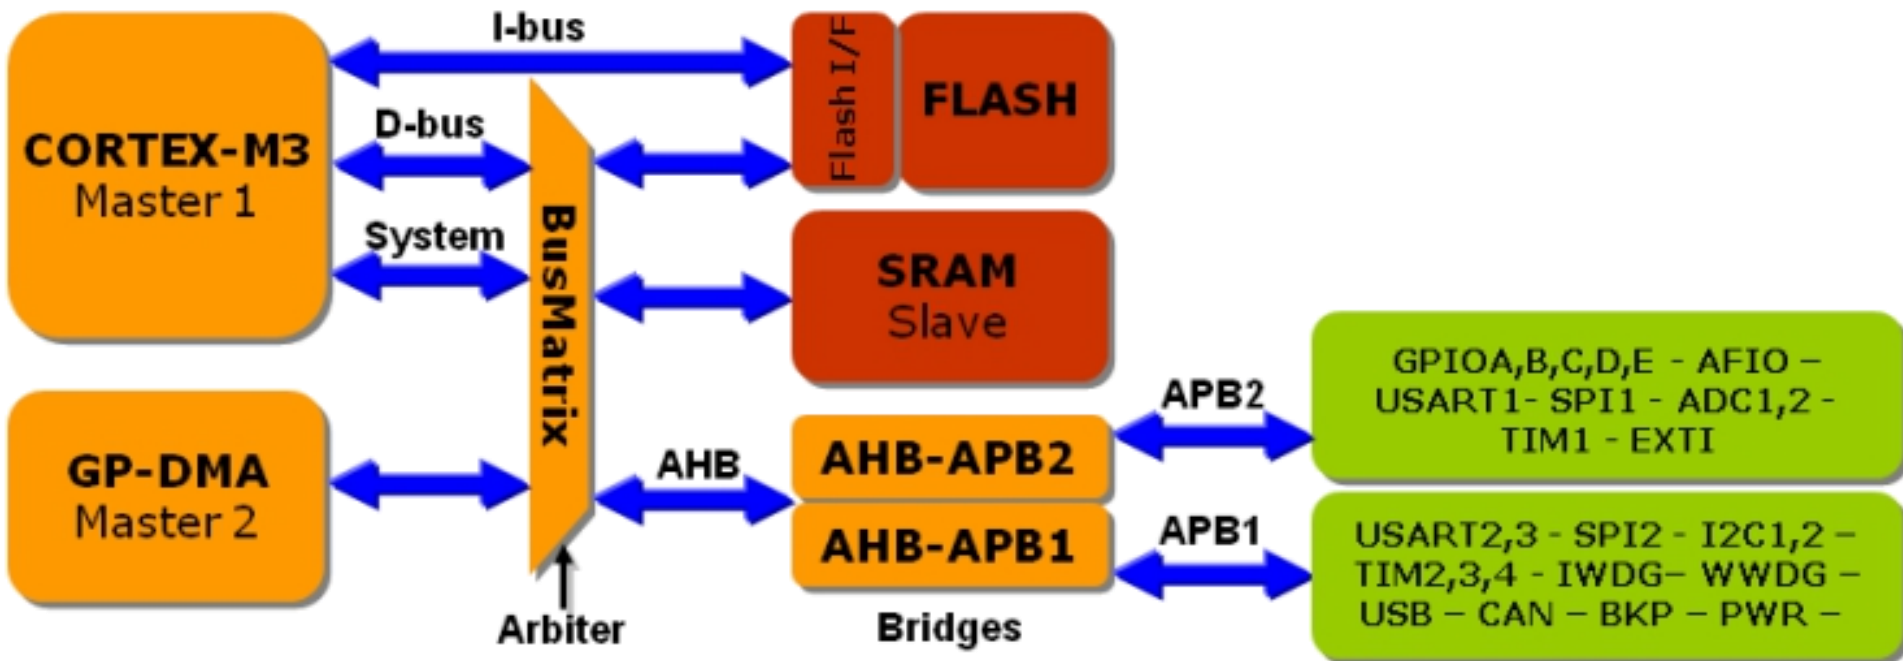 I-bus
Flash I/F
FLASH
D-bus
CORTEX-M3
Master 1
System
BusMatrix
SRAM
Slave
GPIOA,B,C,D,E - AFIO –
USART1- SPI1 - ADC1,2 -
TIM1 - EXTI
APB2
GP-DMA
Master 2
AHB
AHB-APB2
AHB-APB1
APB1
USART2,3 - SPI2 - I2C1,2 –
TIM2,3,4 - IWDG– WWDG –
USB – CAN – BKP – PWR –
Arbiter
Bridges